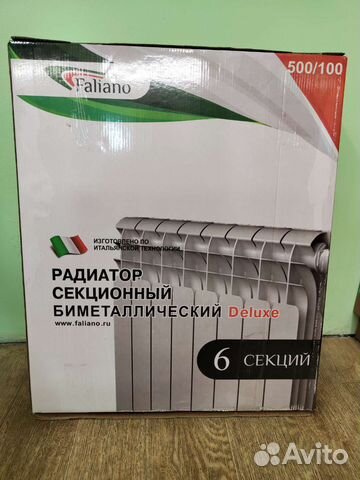 Faliano
500/100
ИЗГОТОВЛЕНО ПО
ИТАЛЬЯНСКОЙ ТЕХНОЛОГИИ
РАДИАТОР
СЕКЦИОННЫЙ
БИМЕТАЛЛИЧЕСКИЙ Deluxe
www.faliano.ru
6 СЕКЦИЙ
Avito